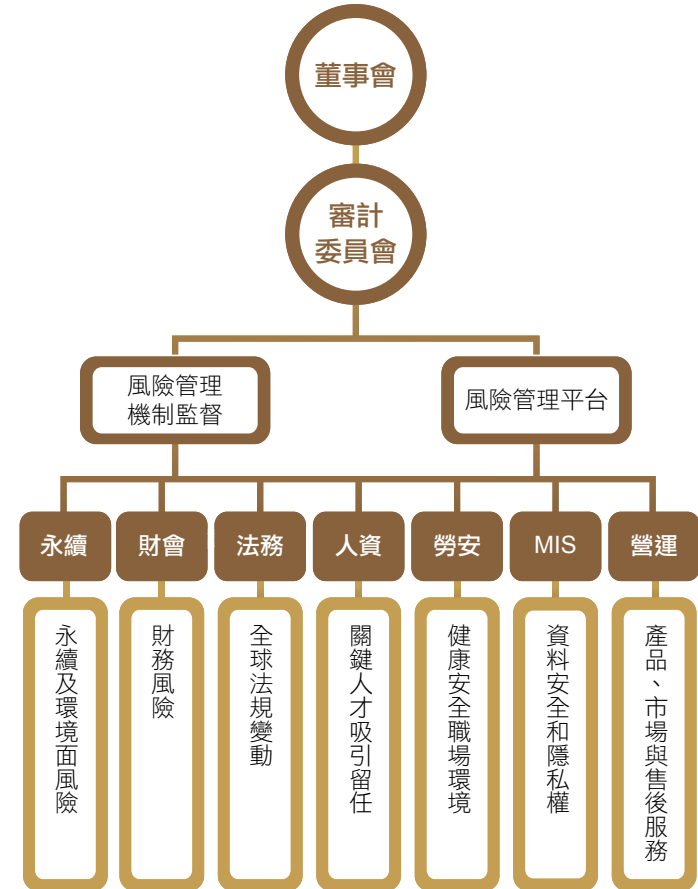 董事會
審計
委員會
風險管理
機制監督
風險管理平台
永續
財會
法務
人資
勞安
MIS
營運
永續及環境面風險
財務風險
全球法規變動
關鍵人才吸引留任
健康安全職場環境
資料安全和隱私權
產品、市場與售後服務